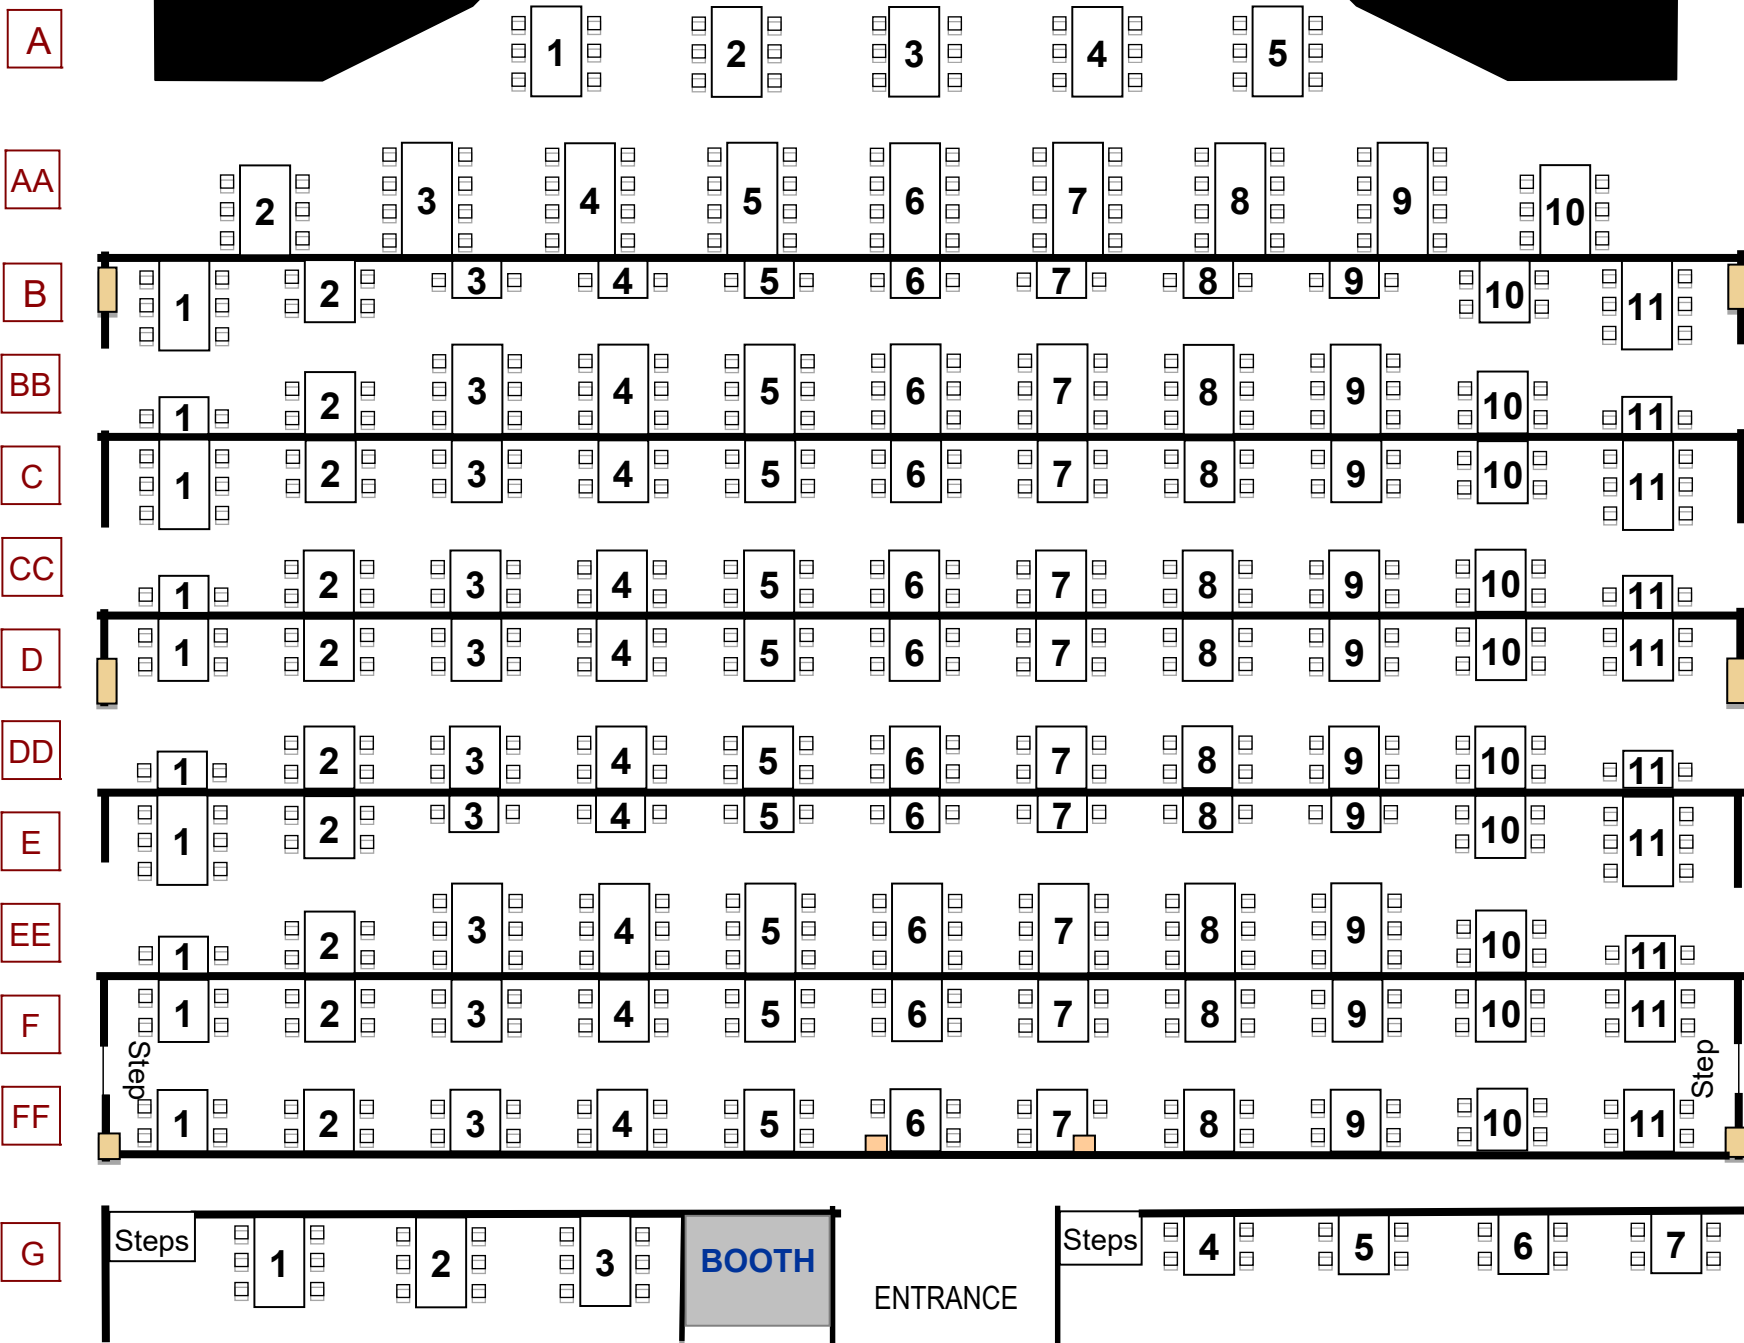 A 1 2 3 4 5
AA 2 3 4 5 6 7 8 9 10
B 1 2 3 4 5 6 7 8 9 10 11
BB 1 2 3 4 5 6 7 8 9 10 11
C 1 2 3 4 5 6 7 8 9 10 11
CC 1 2 3 4 5 6 7 8 9 10 11
D 1 2 3 4 5 6 7 8 9 10 11
DD 1 2 3 4 5 6 7 8 9 10 11
E 1 2 3 4 5 6 7 8 9 10 11
EE 1 2 3 4 5 6 7 8 9 10 11
F 1 2 3 4 5 6 7 8 9 10 11
Step
Step
FF 1 2 3 4 5 6 7 8 9 10 11
G Steps 1 2 3 BOOTH Steps 4 5 6 7
ENTRANCE